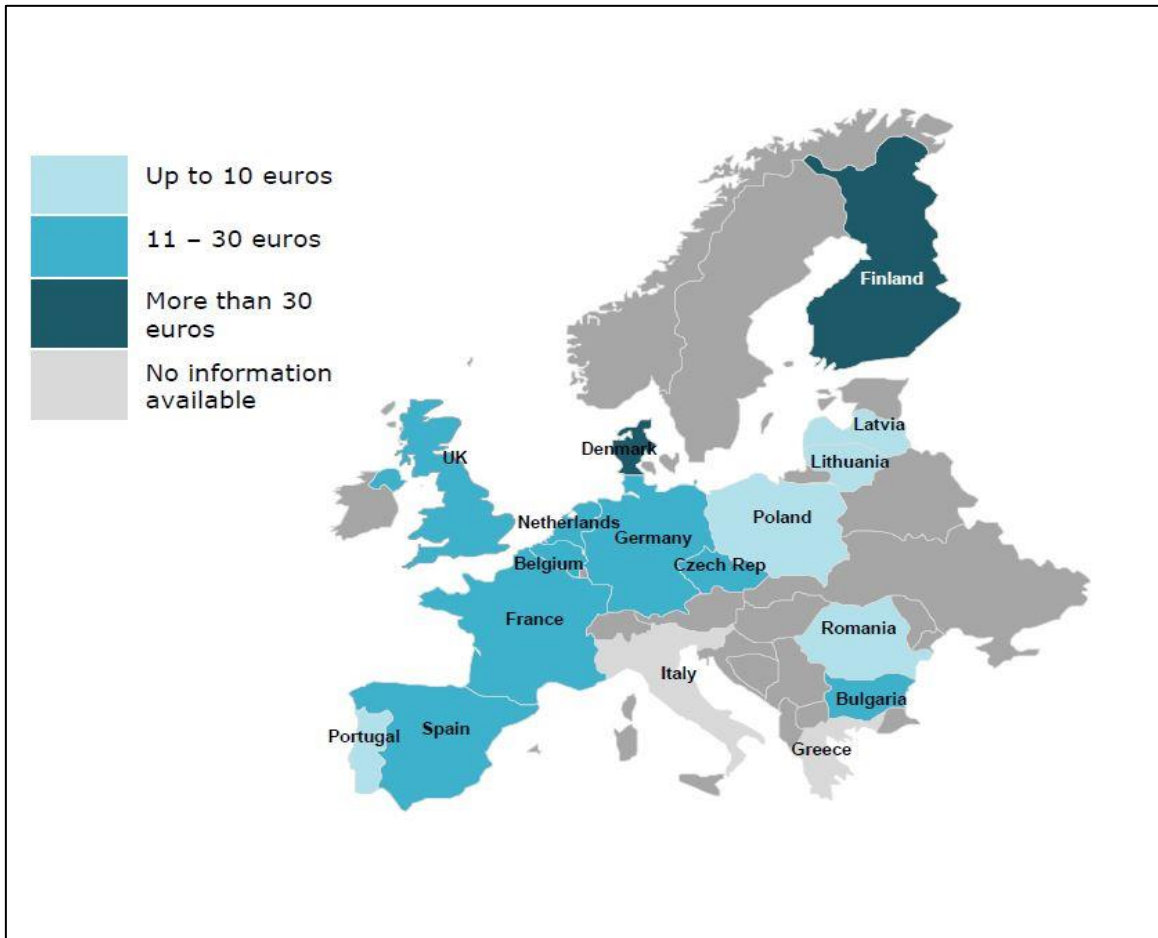 Up to 10 euros
11 – 30 euros
More than 30
euros
No information
available
Finland
Latvia
Denmark
UK
Lithuania
Netherlands
Poland
Germany
Belgium
Czech Rep
France
Romania
Italy
Bulgaria
Portugal
Spain
Greece